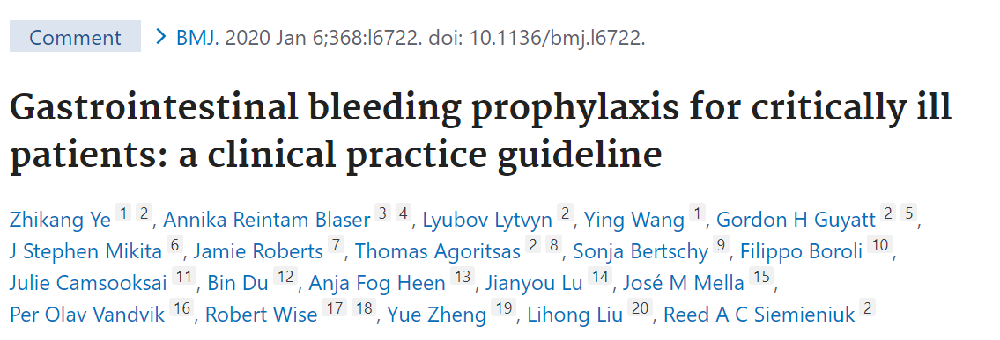 Comment > BMJ. 2020 Jan 6;368:l6722. doi: 10.1136/bmj.l6722.
Gastrointestinal bleeding prophylaxis for critically ill
patients: a clinical practice guideline
Zhikang Ye 1 2, Annika Reintam Blaser 3 4, Lyubov Lytvyn 2, Ying Wang 1, Gordon H Guyatt 2 5,
J Stephen Mikita 6, Jamie Roberts 7, Thomas Agoritsas 2 8, Sonja Bertschy 9, Filippo Boroli 10,
Julie Camsooksai 11, Bin Du 12, Anja Fog Heen 13, Jianyou Lu 14, José M Mella 15,
Per Olav Vandvik 16, Robert Wise 17 18, Yue Zheng 19, Lihong Liu 20, Reed A C Siemieniuk 2